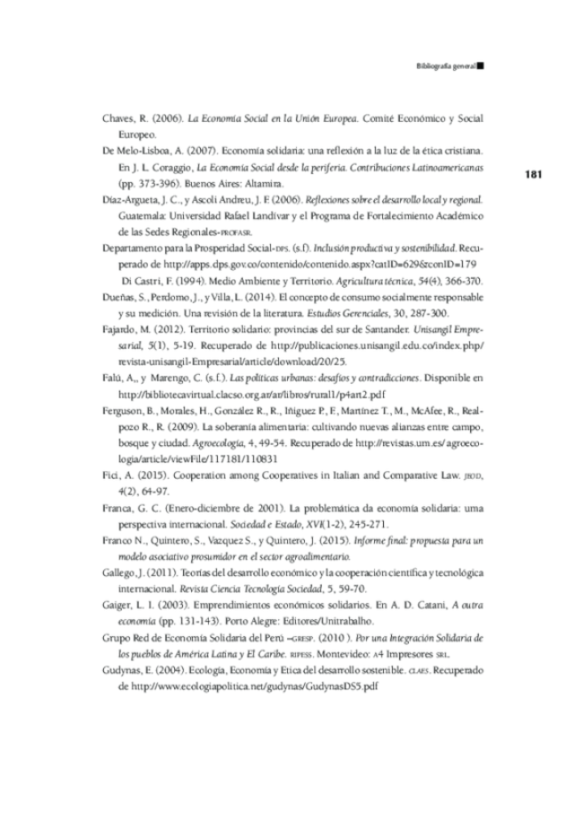 Bibliografía general
181
Chaves, R. (2006). La Economía Social en la Unión Europea. Comité Económico y Social
Europeo.
De Melo-Lisboa, A. (2007). Economía solidaria: una reflexión a la luz de la ética cristiana.
En J. L. Coraggio, La Economía Social desde la periferia. Contribuciones Latinoamericanas
(pp. 373-396). Buenos Aires: Altamira.
Díaz-Argueta, J. C., y Ascoli Andreu, J. F. (2006). Reflexiones sobre el desarrollo local y regional.
Guatemala: Universidad Rafael Landívar y el Programa de Fortalecimiento Académico
de las Sedes Regionales-PROFASR.
Departamento para la Prosperidad Social-DPS. (s.f). Inclusión productiva y sostenibilidad. Recu-
perado de http://apps.dps.gov.co/contenido/contenido.aspx?catID=629&conID=179
Di Castri, F. (1994). Medio Ambiente y Territorio. Agricultura técnica, 54(4), 366-370.
Dueñas, S., Perdomo, J., y Villa, L. (2014). El concepto de consumo socialmente responsable
y su medición. Una revisión de la literatura. Estudios Gerenciales, 30, 287-300.
Fajardo, M. (2012). Territorio solidario: provincias del sur de Santander. Unisangil Empre-
sarial, 5(1), 5-19. Recuperado de http://publicaciones.unisangil.edu.co/index.php/
revista-unisangil-Empresarial/article/download/20/25.
Falú, A., y Marengo, C. (s.f.). Las políticas urbanas: desafíos y contradicciones. Disponible en
http://bibliotecavirtual.clacso.org.ar/ar/libros/rural1/p4art2.pdf
Ferguson, B., Morales, H., González R., R., Iñiguez P., F., Martínez T., M., McAfee, R., Real-
pozo R., R. (2009). La soberanía alimentaria: cultivando nuevas alianzas entre campo,
bosque y ciudad. Agroecología, 4, 49-54. Recuperado de http://revistas.um.es/ agroeco-
logia/article/viewFile/117181/110831
Fici, A. (2015). Cooperation among Cooperatives in Italian and Comparative Law. JEOD,
4(2), 64-97.
Franca, G. C. (Enero-diciembre de 2001). La problemática da economia solidaria: uma
perspectiva internacional. Sociedad e Estado, XVI(1-2), 245-271.
Franco N., Quintero, S., Vazquez S., y Quintero, J. (2015). Informe final: propuesta para un
modelo asociativo prosumidor en el sector agroalimentario.
Gallego, J. (2011). Teorías del desarrollo económico y la cooperación científica y tecnológica
internacional. Revista Ciencia Tecnología Sociedad, 5, 59-70.
Gaiger, L. I. (2003). Emprendimientos económicos solidarios. En A. D. Catani, A outra
economia (pp. 131-143). Porto Alegre: Editores/Unitrabalho.
Grupo Red de Economía Solidaria del Perú –GRESP. (2010 ). Por una Integración Solidaria de
los pueblos de América Latina y El Caribe. RIPESS. Montevideo: A4 Impresores SRL.
Gudynas, E. (2004). Ecología, Economía y Etica del desarrollo sostenible. CLAES. Recuperado
de http://www.ecologiapolitica.net/gudynas/GudynasDS5.pdf